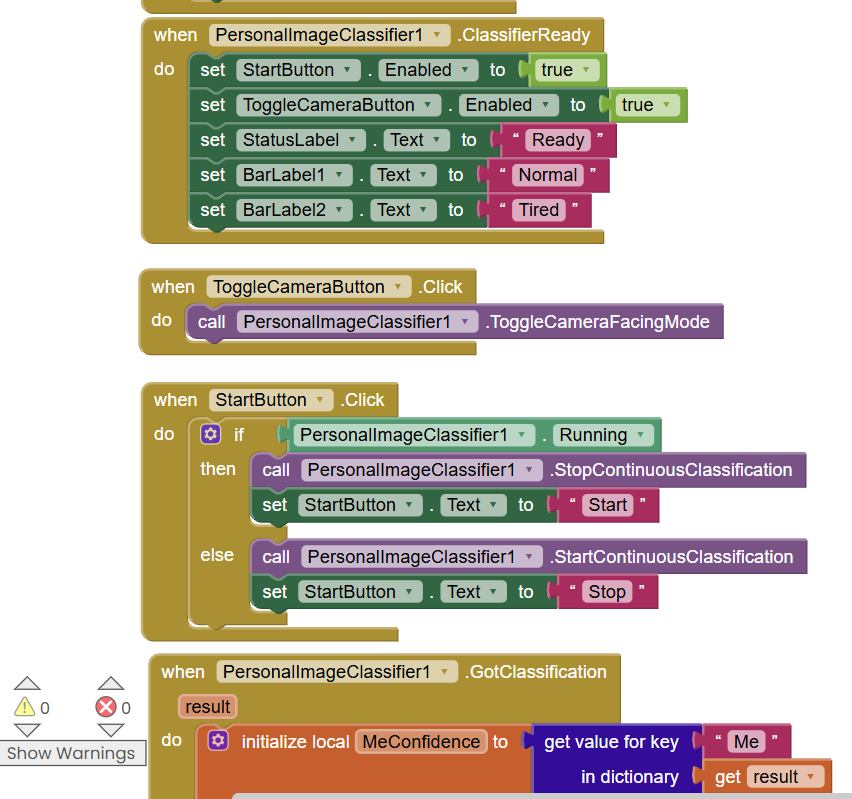 when PersonalImageClassifier1 .ClassifierReady
do set StartButton . Enabled to true
set ToggleCameraButton . Enabled to true
set StatusLabel . Text to “ Ready ”
set BarLabel1 . Text to “ Normal ”
set BarLabel2 . Text to “ Tired ”
when ToggleCameraButton .Click
do call PersonalImageClassifier1 .ToggleCameraFacingMode
when StartButton .Click
do if PersonalImageClassifier1 . Running
then call PersonalImageClassifier1 .StopContinuousClassification
set StartButton . Text to “ Start ”
else call PersonalImageClassifier1 .StartContinuousClassification
set StartButton . Text to “ Stop ”
when PersonalImageClassifier1 .GotClassification
result
do initialize local MeConfidence to get value for key “ Me ”
in dictionary get result
0 0
Show Warnings